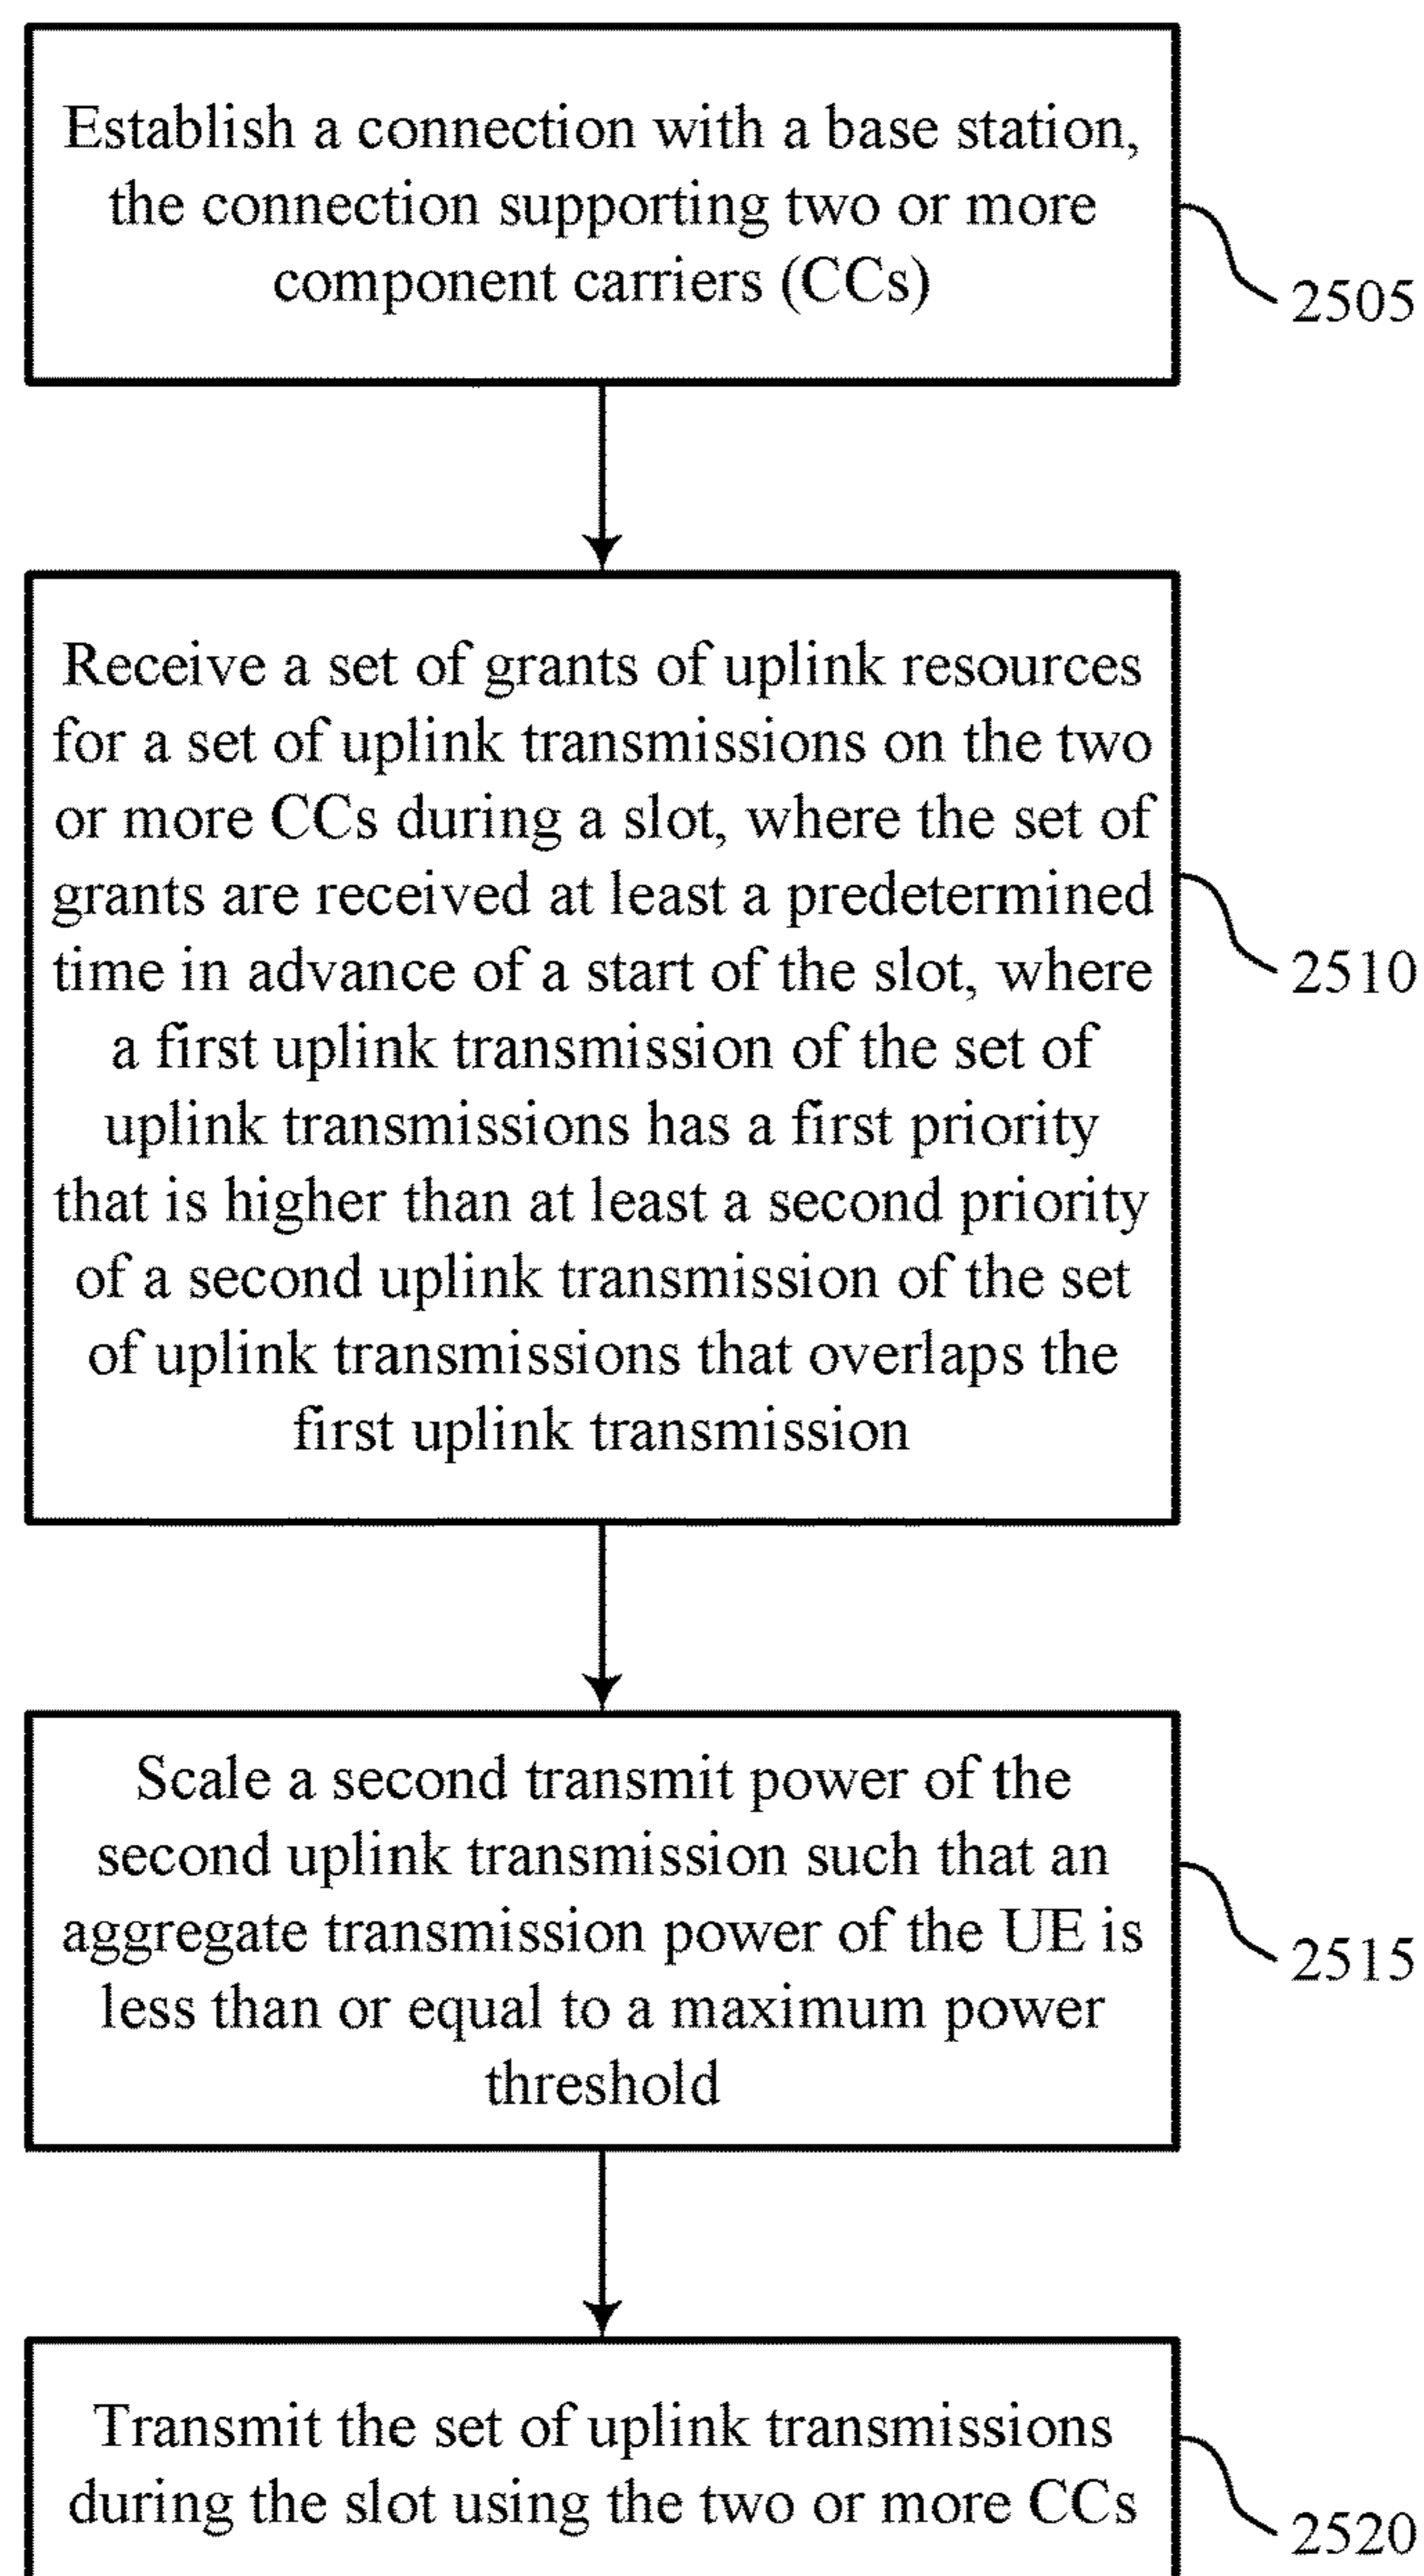 Establish a connection with a base station,
the connection supporting two or more
component carriers (CCs)
2505
Receive a set of grants of uplink resources
for a set of uplink transmissions on the two
or more CCs during a slot, where the set of
grants are received at least a predetermined
time in advance of a start of the slot, where
a first uplink transmission of the set of
uplink transmissions has a first priority
that is higher than at least a second priority
of a second uplink transmission of the set
of uplink transmissions that overlaps the
first uplink transmission
2510
Scale a second transmit power of the
second uplink transmission such that an
aggregate transmission power of the UE is
less than or equal to a maximum power
threshold
2515
Transmit the set of uplink transmissions
during the slot using the two or more CCs
2520